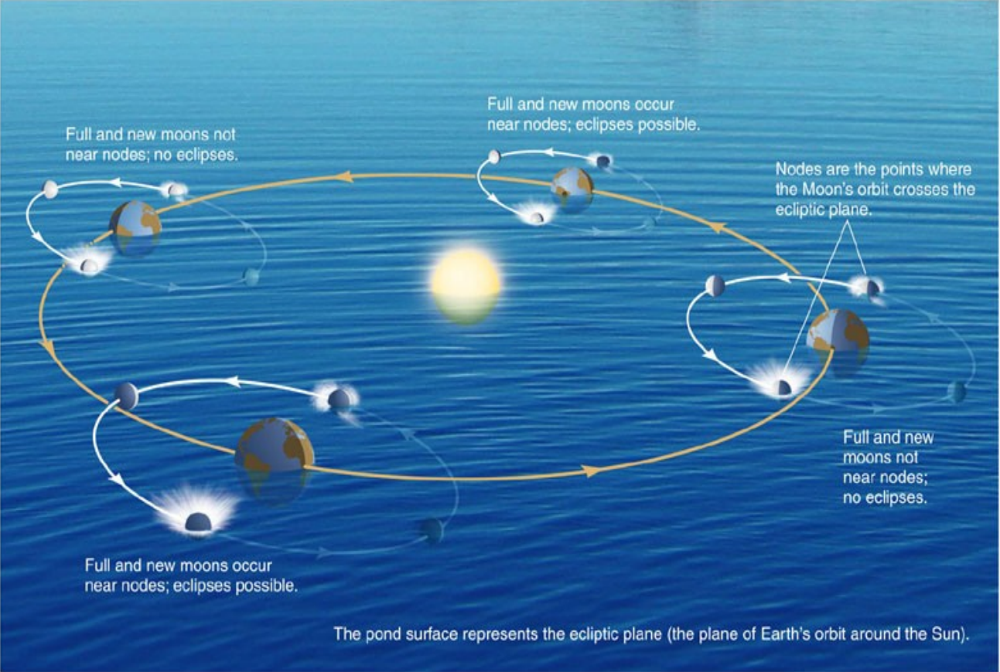 Full and new moons occur
near nodes; eclipses possible.
Full and new moons not
near nodes; no eclipses.
Nodes are the points where
the Moon's orbit crosses the
ecliptic plane.
Full and new
moons not
near nodes;
no eclipses.
Full and new moons occur
near nodes; eclipses possible.
The pond surface represents the ecliptic plane (the plane of Earth's orbit around the Sun).